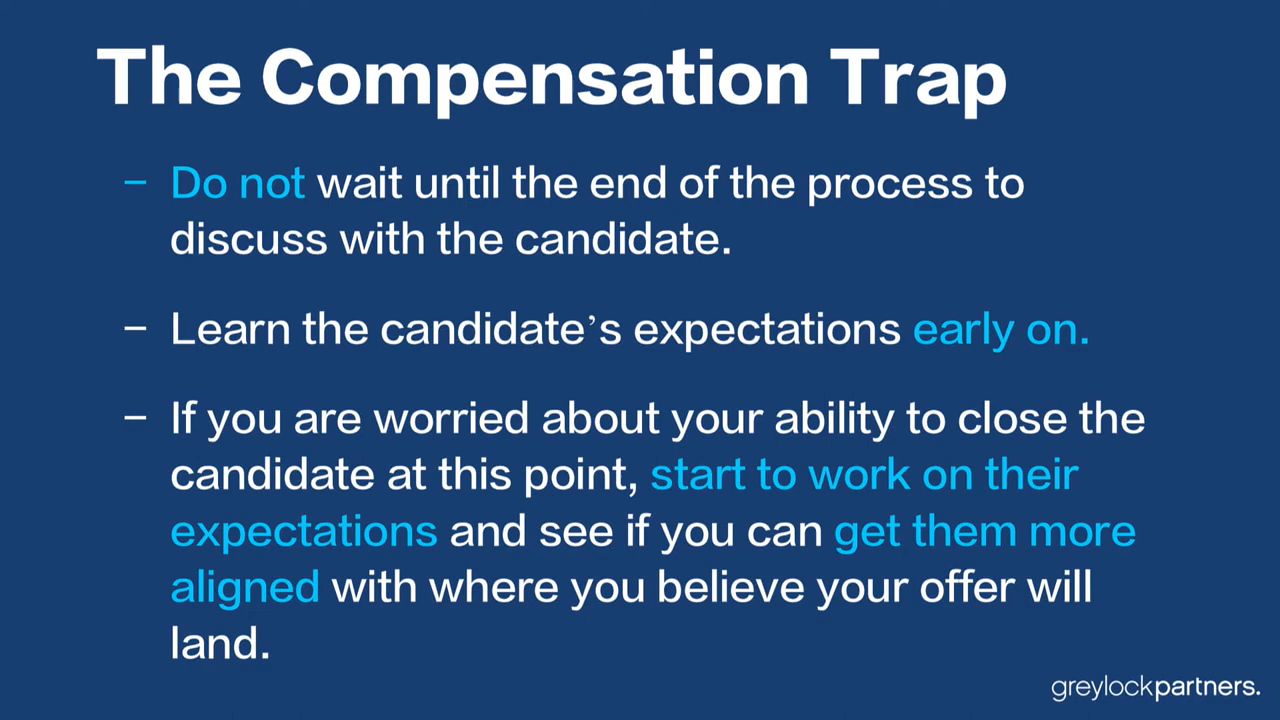 The Compensation Trap
– Do not wait until the end of the process to
discuss with the candidate.
– Learn the candidate’s expectations early on.
– If you are worried about your ability to close the
candidate at this point, start to work on their
expectations and see if you can get them more
aligned with where you believe your offer will
land.
greylockpartners.